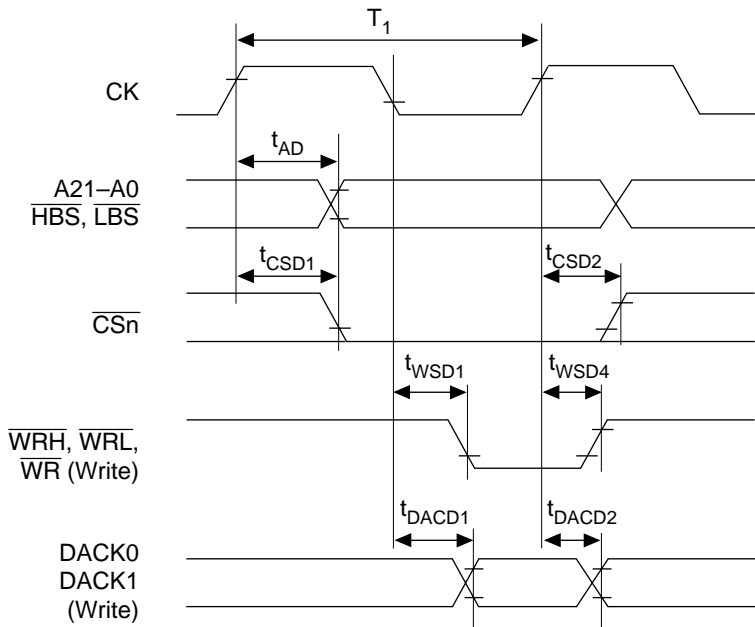 T1
CK
tAD
A21–A0
HBS, LBS
tCSD1
tCSD2
CSn
tWSD1
tWSD4
WRH, WRL,
WR (Write)
tDACD1
tDACD2
DACK0
DACK1
(Write)